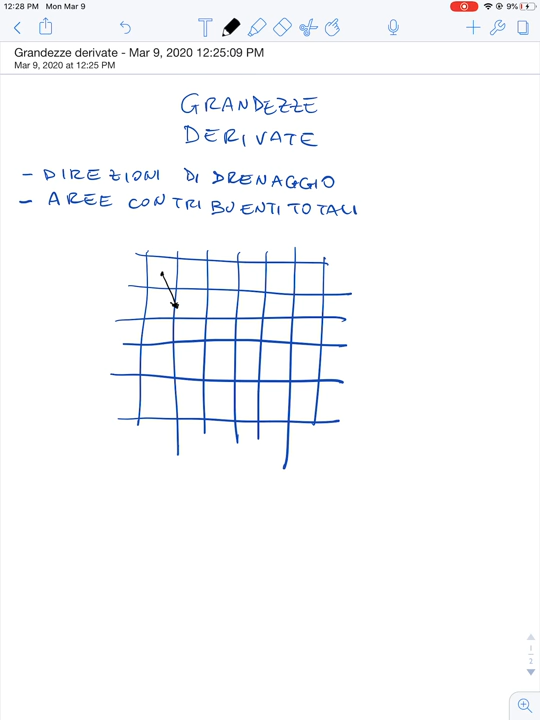 12:28 PM Mon Mar 9
9%
T
Grandezze derivate - Mar 9, 2020 12:25:09 PM
Mar 9, 2020 at 12:25 PM
GRANDEZZE
DERIVATE
- DIREZIONI DI DRENAGGIO
- AREE CONTRIBUENTI TOTALI
1
2